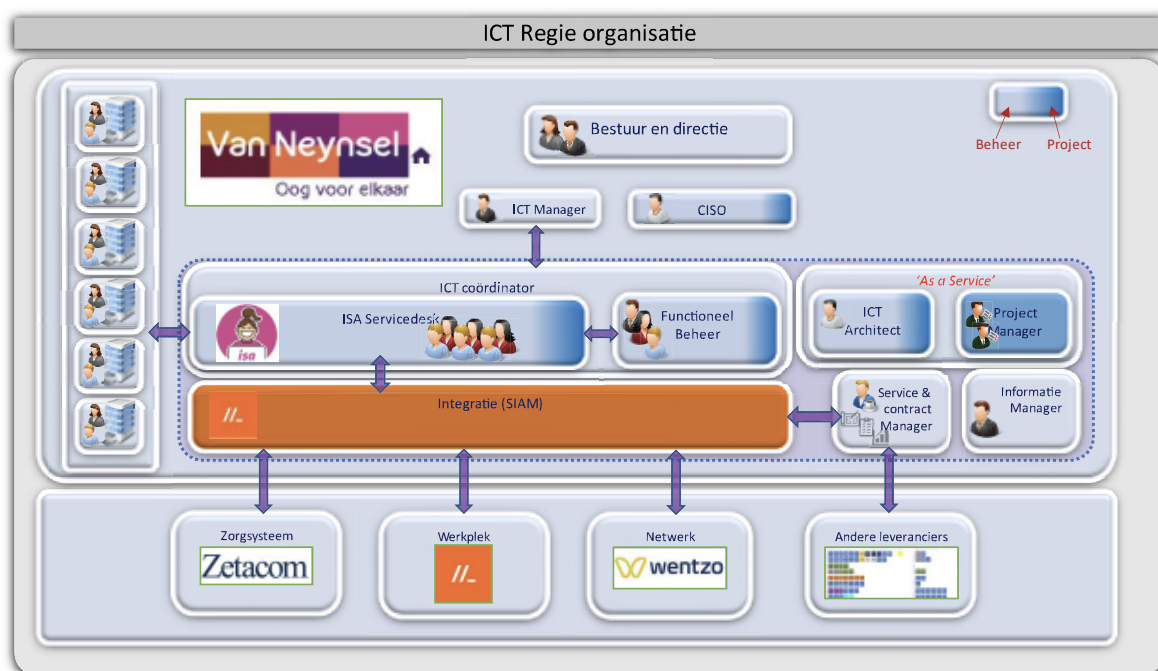 ICT Regie organisatie
Van Neynsel
Oog voor elkaar
Bestuur en directie
Beheer
Project
ICT Manager
CISO
ICT coördinator
ISA Servicedesk
isa
Functioneel
Beheer
'As a Service'
ICT
Architect
Project
Manager
Integratie (SIAM)
//_
Service &
contract
Manager
Informatie
Manager
Zorgsysteem
Zetacom
Werkplek
//_
Netwerk
wentzo
Andere leveranciers